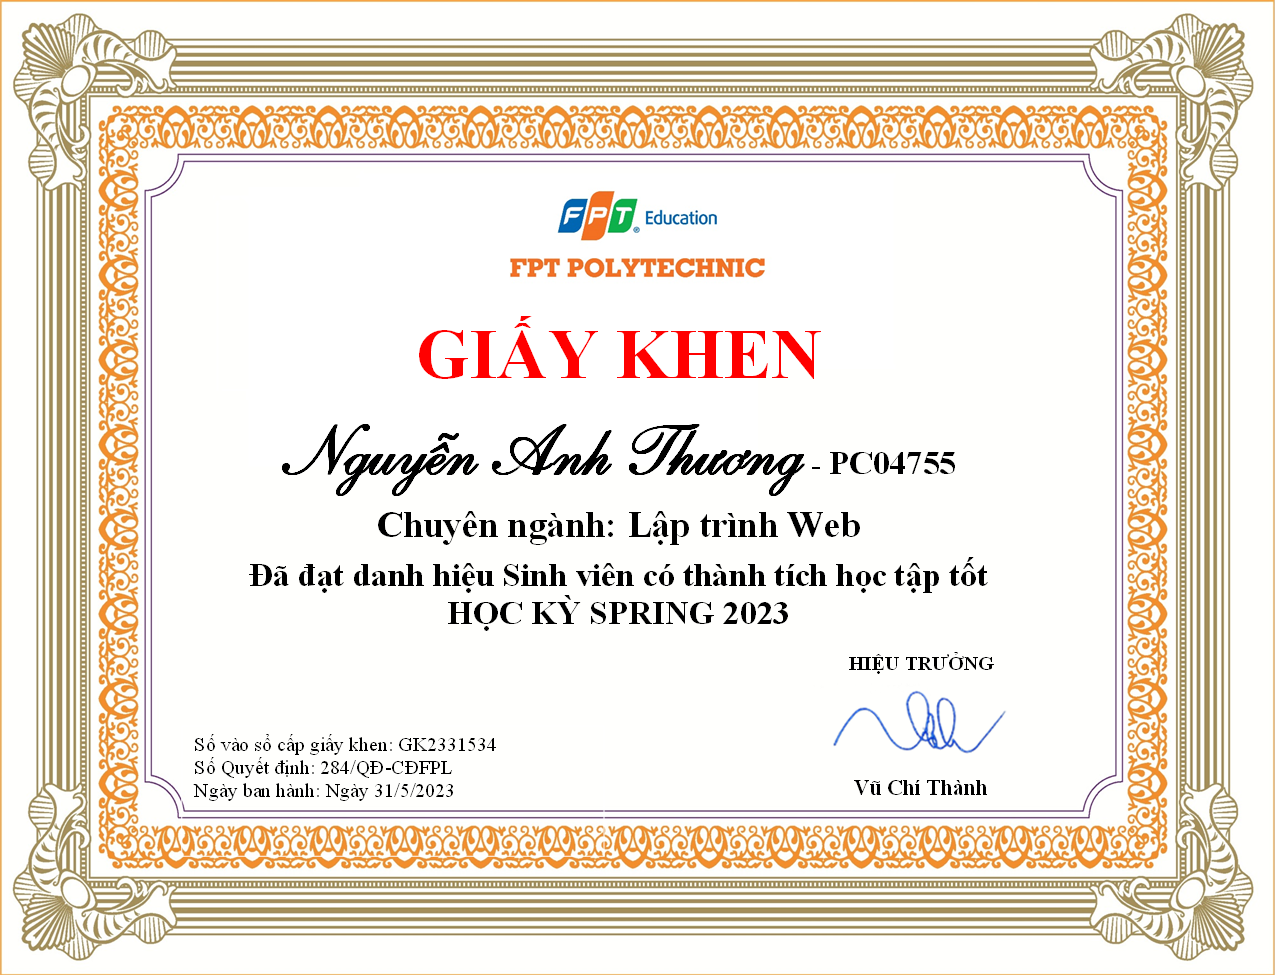 FPT Education
FPT POLYTECHNIC
GIẤY KHEN
Nguyễn Anh Thương - PC04755
Chuyên ngành: Lập trình Web
Đã đạt danh hiệu Sinh viên có thành tích học tập tốt
HỌC KỲ SPRING 2023
HIỆU TRƯỞNG
Số vào sổ cấp giấy khen: GK2331534
Số Quyết định: 284/QĐ-CĐFPL
Ngày ban hành: Ngày 31/5/2023
Vũ Chí Thành